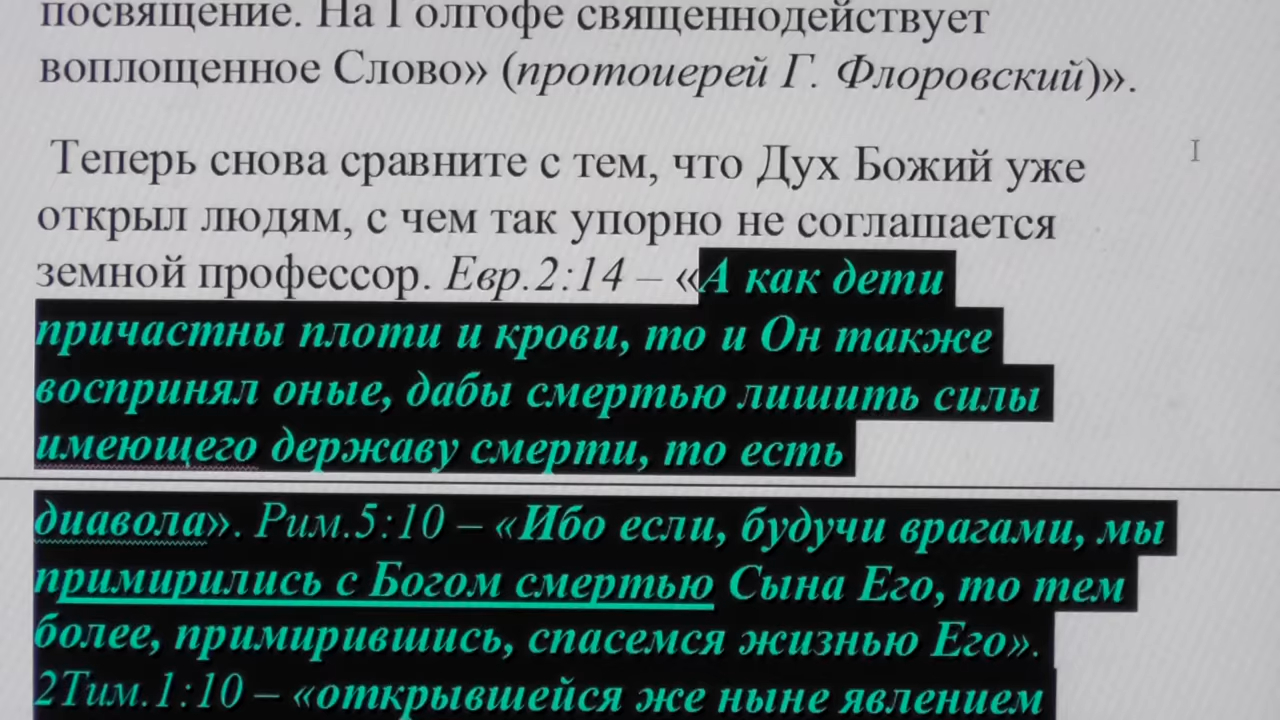 посвящение. На Голгофе священнодействует
воплощенное Слово» (протоиерей Г. Флоровский)».
Теперь снова сравните с тем, что Дух Божий уже
открыл людям, с чем так упорно не соглашается
земной профессор. Евр.2:14 – «А как дети
причастны плоти и крови, то и Он также
воспринял оные, дабы смертью лишить силы
имеющего державу смерти, то есть
диавола». Рим.5:10 – «Ибо если, будучи врагами, мы
примирились с Богом смертью Сына Его, то тем
более, примирившись, спасемся жизнью Его».
2Тим.1:10 – «открывшейся же ныне явлением